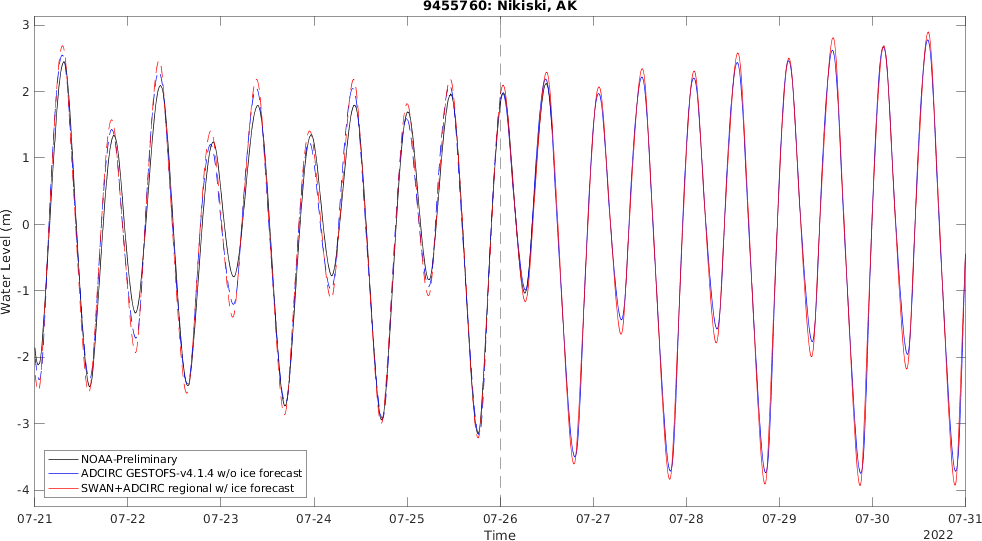 9455760: Nikiski, AK
Water Level (m)
3
2
1
0
-1
-2
-3
-4
NOAA-Preliminary
ADCIRC GESTOFS-v4.1.4 w/o ice forecast
SWAN+ADCIRC regional w/ ice forecast
07-21 07-22 07-23 07-24 07-25 07-26 07-27 07-28 07-29 07-30 07-31
Time
2022